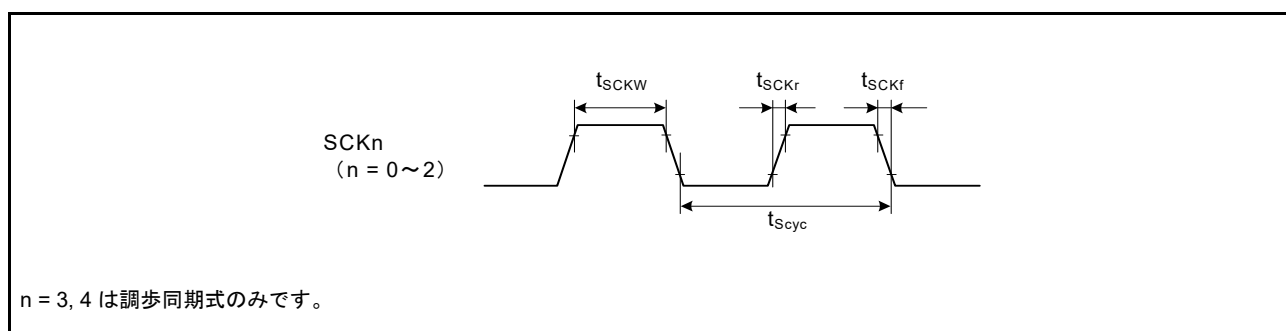 tSCKW tSCKr tSCKf
SCKn
(n = 0～2)
tScyc
n = 3, 4 は調歩同期式のみです。